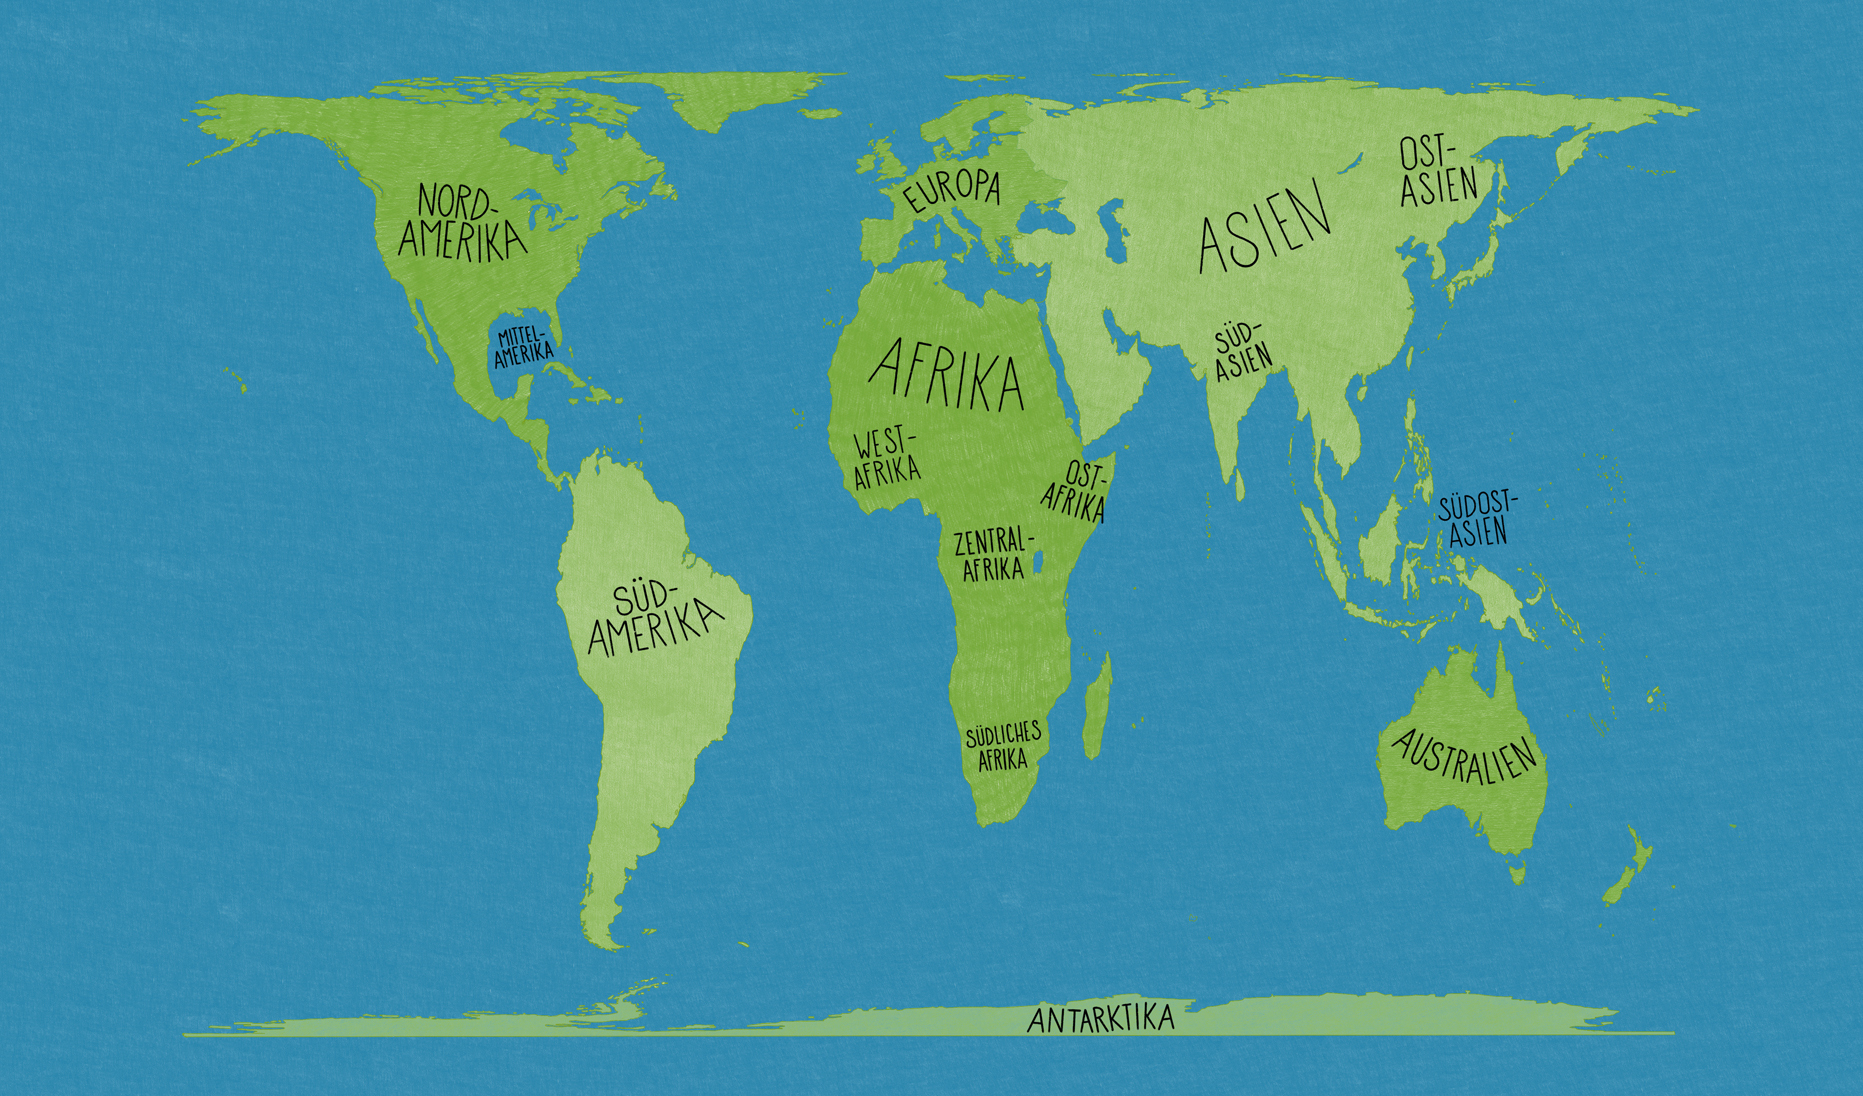 NORD-
AMERIKA
MITTEL-
AMERIKA
SÜD-
AMERIKA
EUROPA
AFRIKA
WEST-
AFRIKA
OST-
AFRIKA
ZENTRAL-
AFRIKA
SÜDLICHES
AFRIKA
ASIEN
OST-
ASIEN
SÜD-
ASIEN
SÜDOST-
ASIEN
AUSTRALIEN
ANTARKTIKA